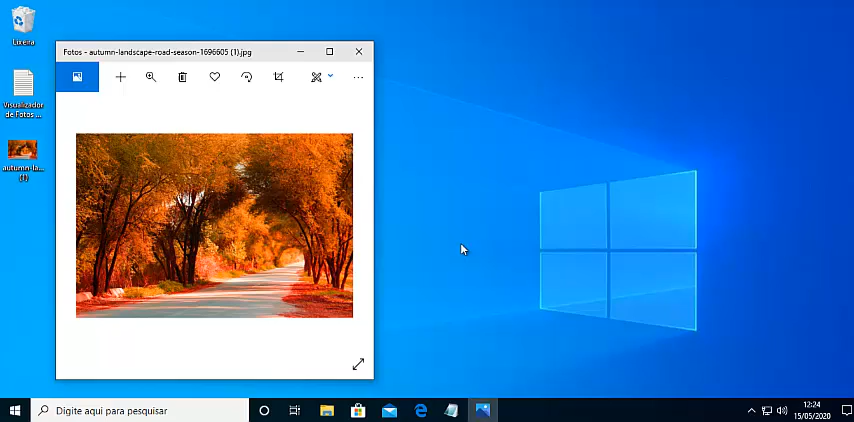 Lixeira
Visualizador
de Fotos ...
autumn-la...
(1)
Fotos - autumn-landscape-road-season-1696605 (1).jpg
Digite aqui para pesquisar
12:24
15/05/2020